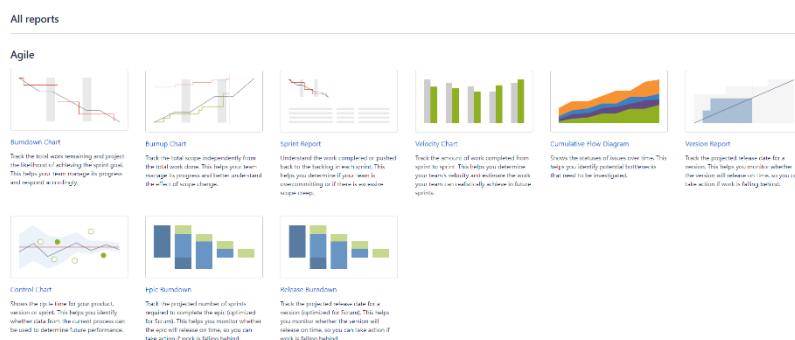 All reports
Agile
Burndown Chart
Track the total work remaining and project
the likelihood of achieving the sprint goal.
This helps your team manage its progress
and respond accordingly.
Burnup Chart
Track the total scope independently from
the total work done. This helps your team
manage its progress and better understand
the effect of scope change.
Sprint Report
Understand the work completed or pushed
back to the backlog in each sprint. This
helps you determine if your team is
overcommitting or if there is excessive
scope creep.
Velocity Chart
Track the amount of work completed from
sprint to sprint. This helps you determine
your team's velocity and estimate the work
your team can realistically achieve in future
sprints.
Cumulative Flow Diagram
Shows the statuses of issues over time. This
helps you identify potential bottlenecks
that need to be investigated.
Version Report
Track the projected release date for a
version. This helps you monitor whether
the version will release on time, so you can
take action if work is falling behind.
Control Chart
Shows the cycle time for your product,
version or sprint. This helps you identify
whether data from the current process can
be used to determine future performance.
Epic Burndown
Track the projected number of sprints
required to complete the epic (optimized
for Scrum). This helps you monitor whether
the epic will release on time, so you can
take action if work is falling behind.
Release Burndown
Track the projected release date for a
version (optimized for Scrum). This helps
you monitor whether the version will
release on time, so you can take action if
work is falling behind.